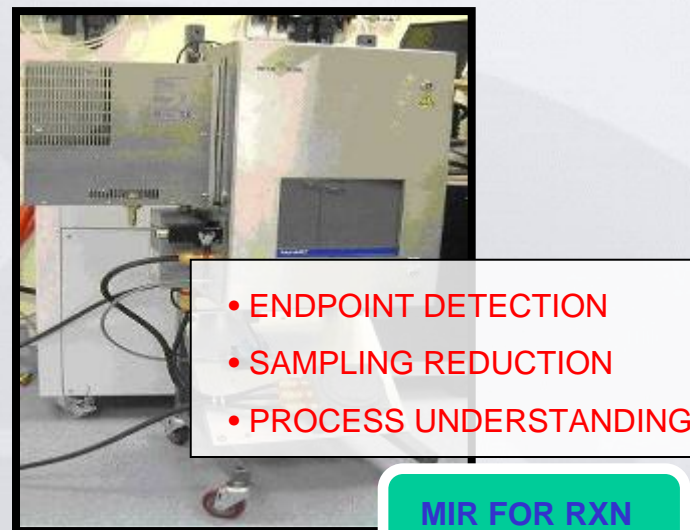 • ENDPOINT DETECTION
• SAMPLING REDUCTION
• PROCESS UNDERSTANDING
MIR FOR RXN